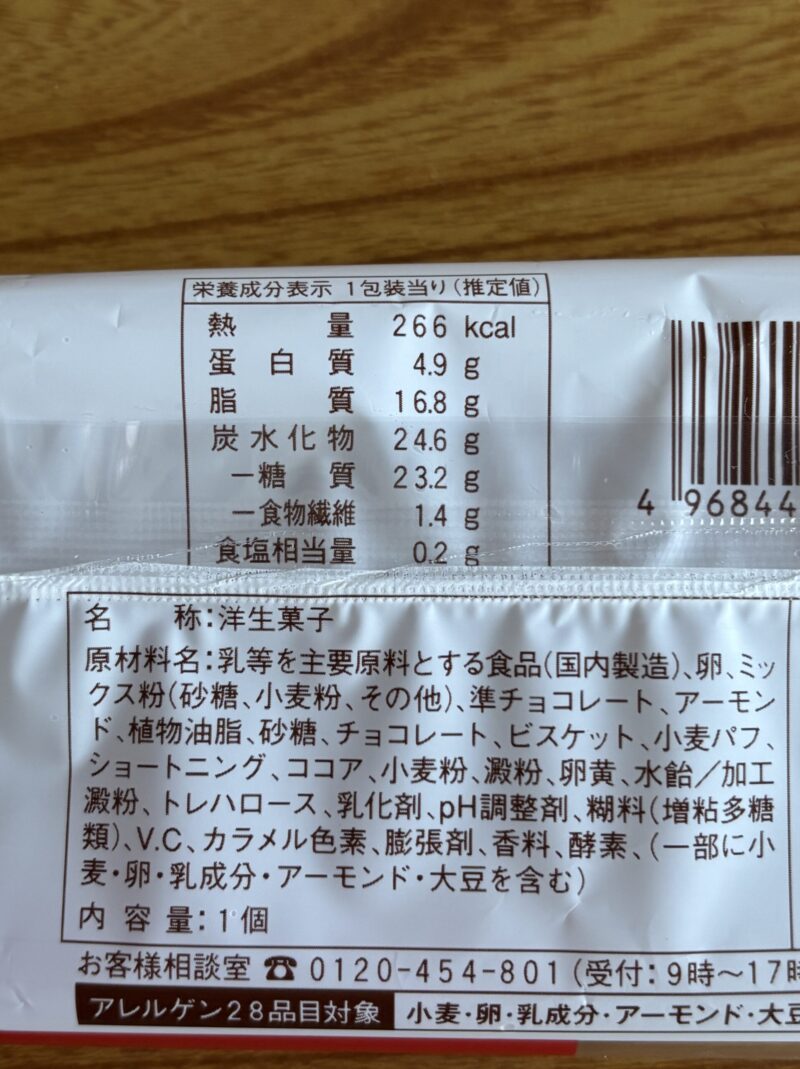 栄養成分表示 1包装当り(推定値)
熱量 266 kcal
蛋白質 4.9 g
脂質 16.8 g
炭水化物 24.6 g
ー糖質 23.2 g
ー食物繊維 1.4 g
食塩相当量 0.2 g
4 96844
名称:洋生菓子
原材料名:乳等を主要原料とする食品(国内製造)、卵、ミッ
クス粉(砂糖、小麦粉、その他)、準チョコレート、アーモン
ド、植物油脂、砂糖、チョコレート、ビスケット、小麦パフ、
ショートニング、ココア、小麦粉、澱粉、卵黄、水飴/加工
澱粉、トレハロース、乳化剤、pH調整剤、糊料(増粘多糖
類)、V.C、カラメル色素、膨張剤、香料、酵素、(一部に小
麦・卵・乳成分・アーモンド・大豆を含む)
内容量:1個
お客様相談室 ☎ 0120-454-801(受付:9時~17時
アレルゲン28品目対象 小麦・卵・乳成分・アーモンド・大豆